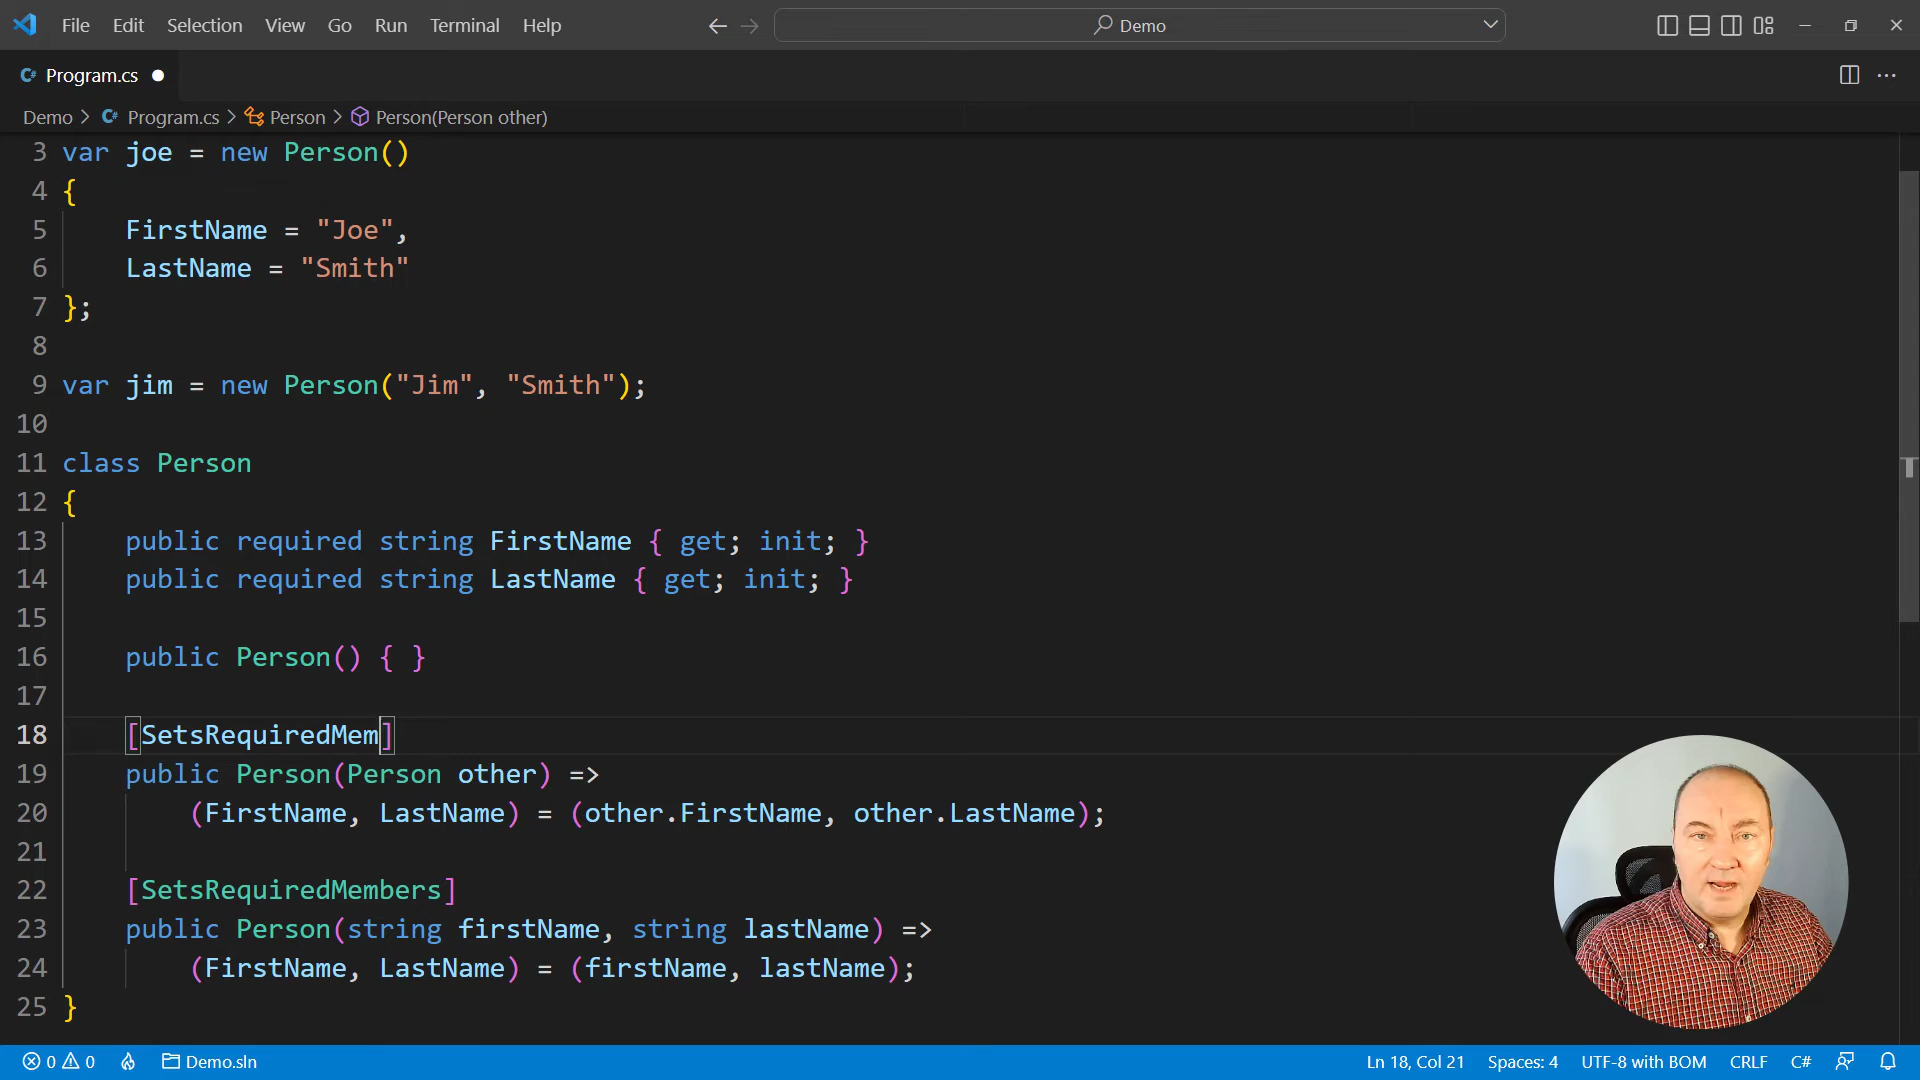 File Edit Selection View Go Run Terminal Help Demo
Program.cs
Demo > Program.cs > Person > Person(Person other)
3 var joe = new Person()
4 {
5 FirstName = "Joe",
6 LastName = "Smith"
7 };
8
9 var jim = new Person("Jim", "Smith");
10
11 class Person
12 {
13 public required string FirstName { get; init; }
14 public required string LastName { get; init; }
15
16 public Person() { }
17
18 [SetsRequiredMem]
19 public Person(Person other) =>
20 (FirstName, LastName) = (other.FirstName, other.LastName);
21
22 [SetsRequiredMembers]
23 public Person(string firstName, string lastName) =>
24 (FirstName, LastName) = (firstName, lastName);
25 }
0 0 Demo.sln Ln 18, Col 21 Spaces: 4 UTF-8 with BOM CRLF C#